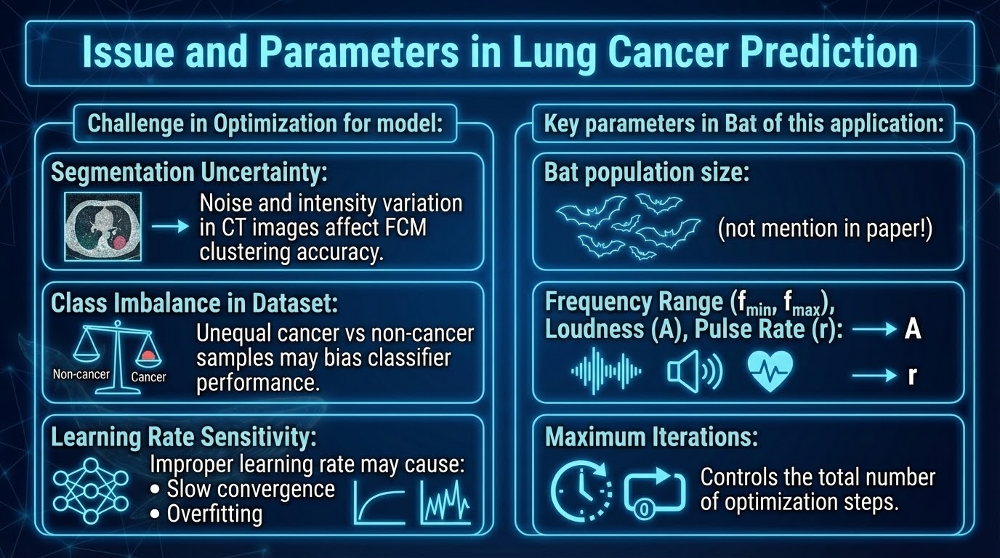 Issue and Parameters in Lung Cancer Prediction
Challenge in Optimization for model:
Segmentation Uncertainty:
Noise and intensity variation
in CT images affect FCM
clustering accuracy.
Class Imbalance in Dataset:
Non-cancer
Cancer
Unequal cancer vs non-cancer
samples may bias classifier
performance.
Learning Rate Sensitivity:
Improper learning rate may cause:
• Slow convergence
• Overfitting
Key parameters in Bat of this application:
Bat population size:
(not mention in paper!)
Frequency Range (fmin, fmax),
Loudness (A), Pulse Rate (r): → A
→ r
Maximum Iterations:
0
Controls the total number
of optimization steps.